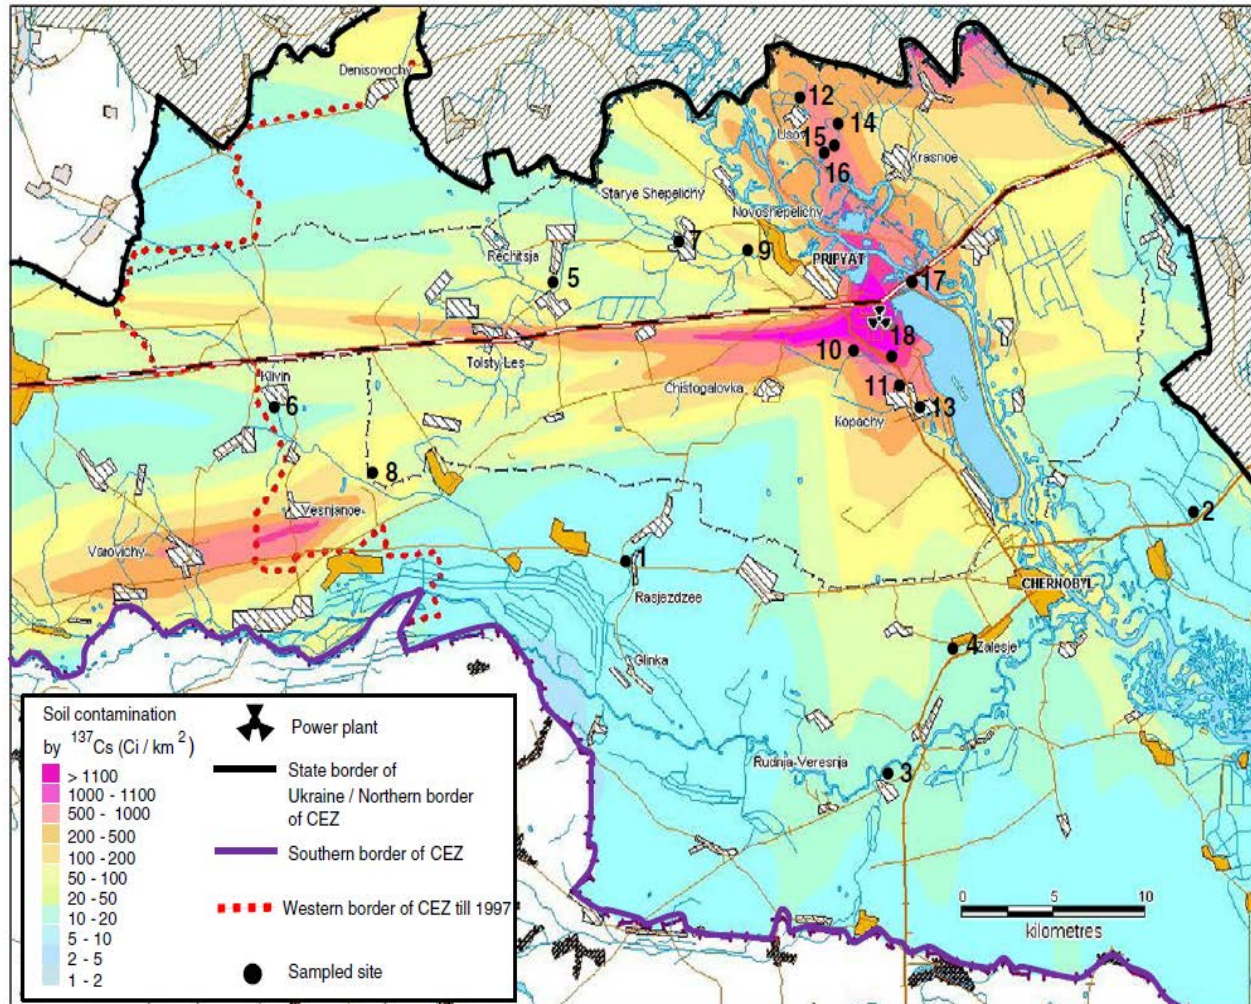 Denisovochy
12
14
Usov
15
16
Krasnoe
Starye Shepelichy
Novoshepelichy
7
9
Rechitsja
5
PRIPYAT
17
18
10
Tolsty Les
Chistogalovka
11
13
Kopachy
Klivin
6
8
Vesnjanoe
Varovichy
2
1
Rasjezdzee
CHERNOBYL
4
Zalesje
Glinka
Rudnja-Veresnja
3
0 5 10
kilometres
Soil contamination
by 137Cs (Ci / km 2)
> 1100
1000 - 1100
500 - 1000
200 - 500
100 - 200
50 - 100
20 - 50
10 - 20
5 - 10
2 - 5
1 - 2
Power plant
State border of
Ukraine / Northern border
of CEZ
Southern border of CEZ
Western border of CEZ till 1997
Sampled site